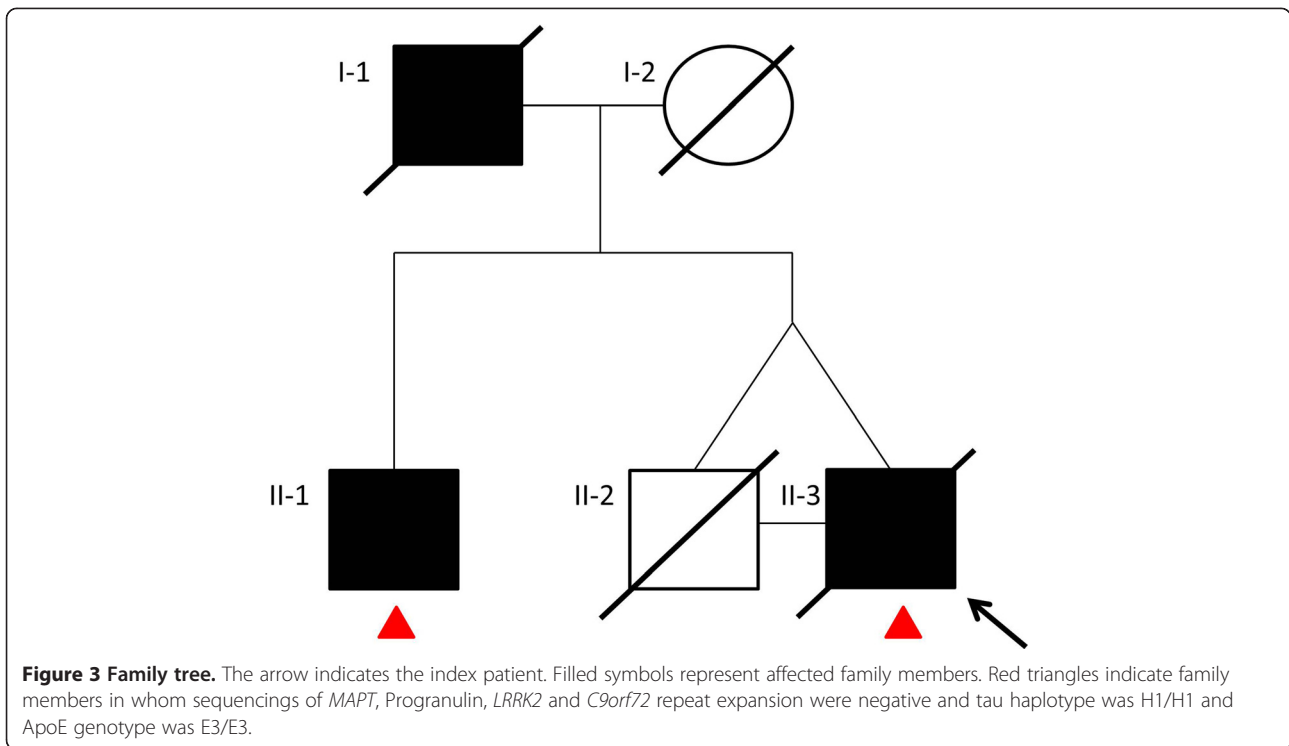 I-1
I-2
II-1
II-2
II-3
Figure 3 Family tree. The arrow indicates the index patient. Filled symbols represent affected family members. Red triangles indicate family
members in whom sequencings of MAPT, Progranulin, LRRK2 and C9orf72 repeat expansion were negative and tau haplotype was H1/H1 and
ApoE genotype was E3/E3.